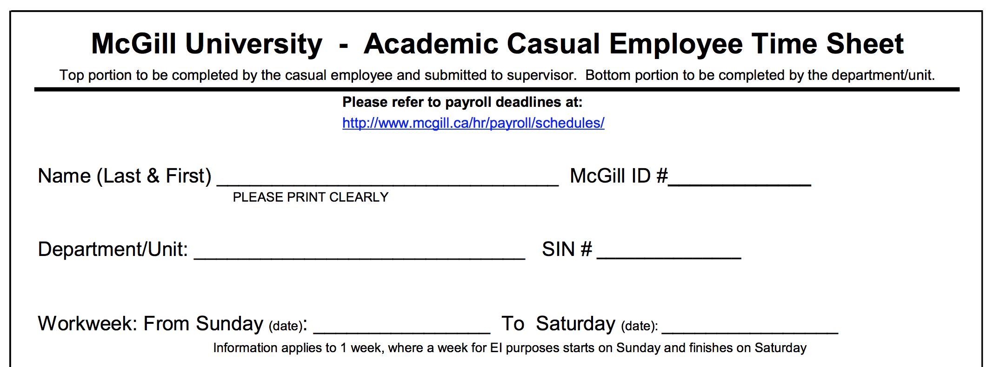 McGill University - Academic Casual Employee Time Sheet
Top portion to be completed by the casual employee and submitted to supervisor. Bottom portion to be completed by the department/unit.
Please refer to payroll deadlines at:
http://www.mcgill.ca/hr/payroll/schedules/
Name (Last & First) _______________________________ McGill ID #_____________
PLEASE PRINT CLEARLY
Department/Unit: ______________________________ SIN # _____________
Workweek: From Sunday (date): ________________ To Saturday (date): ________________
Information applies to 1 week, where a week for EI purposes starts on Sunday and finishes on Saturday